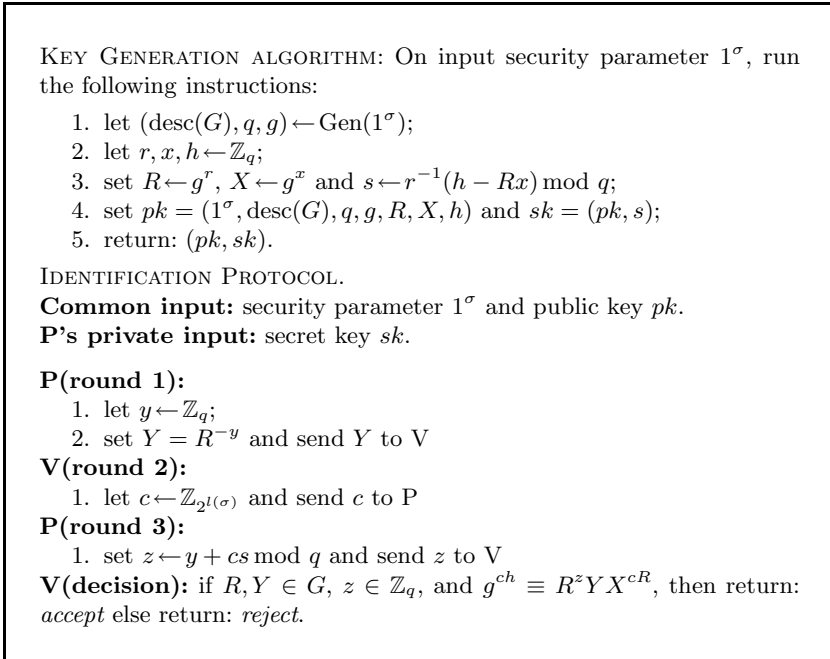 KEY GENERATION ALGORITHM: On input security parameter 1^σ, run
the following instructions:
1. let (desc(G), q, g) ← Gen(1^σ);
2. let r, x, h ← ℤ_q;
3. set R ← g^r, X ← g^x and s ← r^{-1}(h − Rx) mod q;
4. set pk = (1^σ, desc(G), q, g, R, X, h) and sk = (pk, s);
5. return: (pk, sk).
IDENTIFICATION PROTOCOL.
Common input: security parameter 1^σ and public key pk.
P's private input: secret key sk.
P(round 1):
1. let y ← ℤ_q;
2. set Y = R^{-y} and send Y to V
V(round 2):
1. let c ← ℤ_{2^{l(σ)}} and send c to P
P(round 3):
1. set z ← y + cs mod q and send z to V
V(decision): if R, Y ∈ G, z ∈ ℤ_q, and g^{ch} ≡ R^z Y X^{cR}, then return:
accept else return: reject.